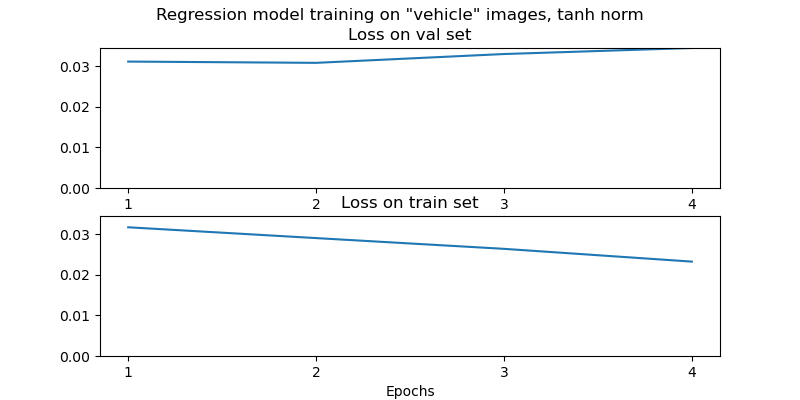 Regression model training on "vehicle" images, tanh norm
Loss on val set
0.03
0.02
0.01
0.00
1 2 3 4
Loss on train set
0.03
0.02
0.01
0.00
1 2 3 4
Epochs